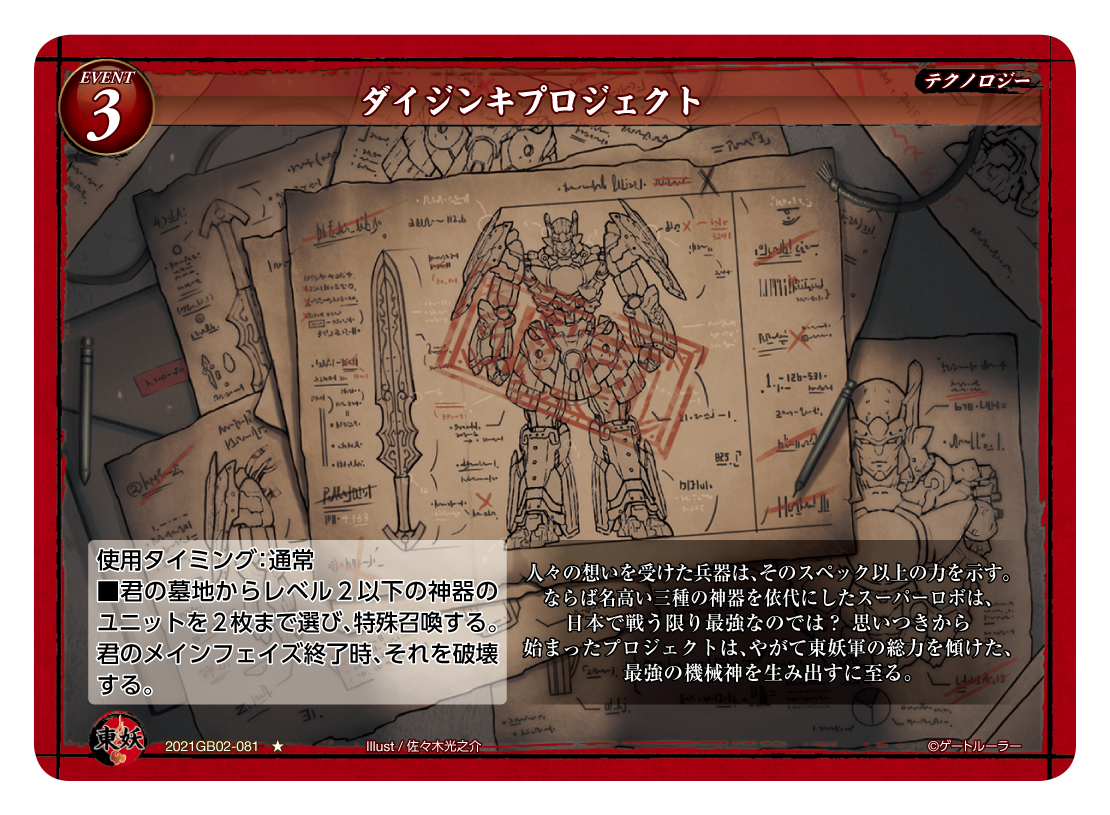 EVENT
3
ダイジンキプロジェクト
テクノロジー
使用タイミング：通常
■君の墓地からレベル２以下の神器の
ユニットを２枚まで選び、特殊召喚する。
君のメインフェイズ終了時、それを破壊
する。
人々の想いを受けた兵器は、そのスペック以上の力を示す。
ならば名高い三種の神器を依代にしたスーパーロボは、
日本で戦う限り最強なのでは？ 思いつきから
始まったプロジェクトは、やがて東妖軍の総力を傾けた、
最強の機械神を生み出すに至る。
東妖
2021GB02-081 ★
Illust / 佐々木光之介
©ゲートルーラー